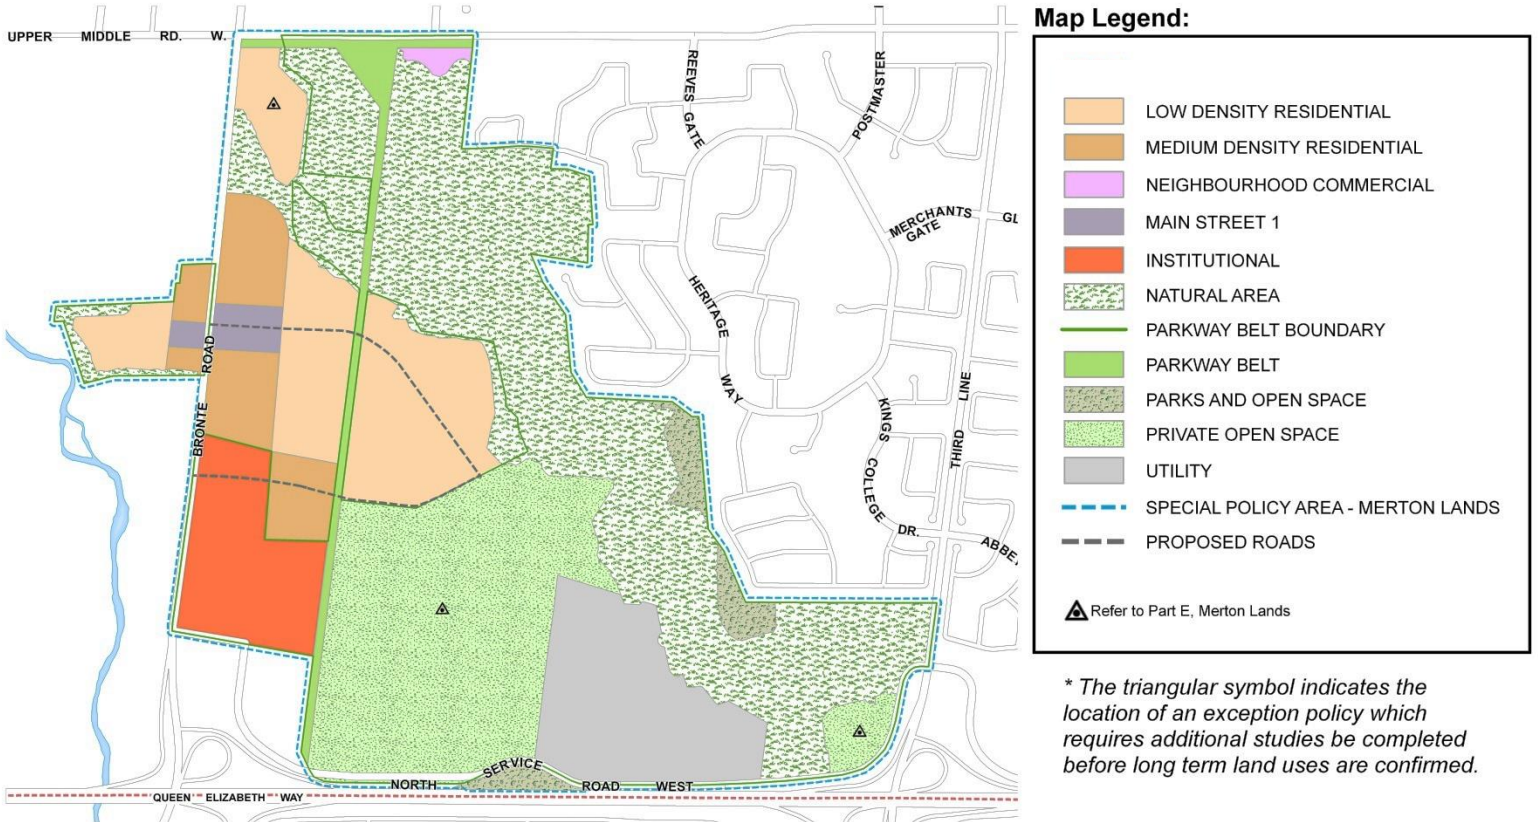 UPPER MIDDLE RD. W.
REEVES GATE
POSTMASTER
MERCHANTS
GATE
GL
HERITAGE WAY
KINGS COLLEGE DR.
THIRD LINE
ABBE
BRONTE ROAD
NORTH SERVICE ROAD WEST
QUEEN ELIZABETH WAY
Map Legend:
LOW DENSITY RESIDENTIAL
MEDIUM DENSITY RESIDENTIAL
NEIGHBOURHOOD COMMERCIAL
MAIN STREET 1
INSTITUTIONAL
NATURAL AREA
PARKWAY BELT BOUNDARY
PARKWAY BELT
PARKS AND OPEN SPACE
PRIVATE OPEN SPACE
UTILITY
SPECIAL POLICY AREA - MERTON LANDS
PROPOSED ROADS
Refer to Part E, Merton Lands
* The triangular symbol indicates the
location of an exception policy which
requires additional studies be completed
before long term land uses are confirmed.